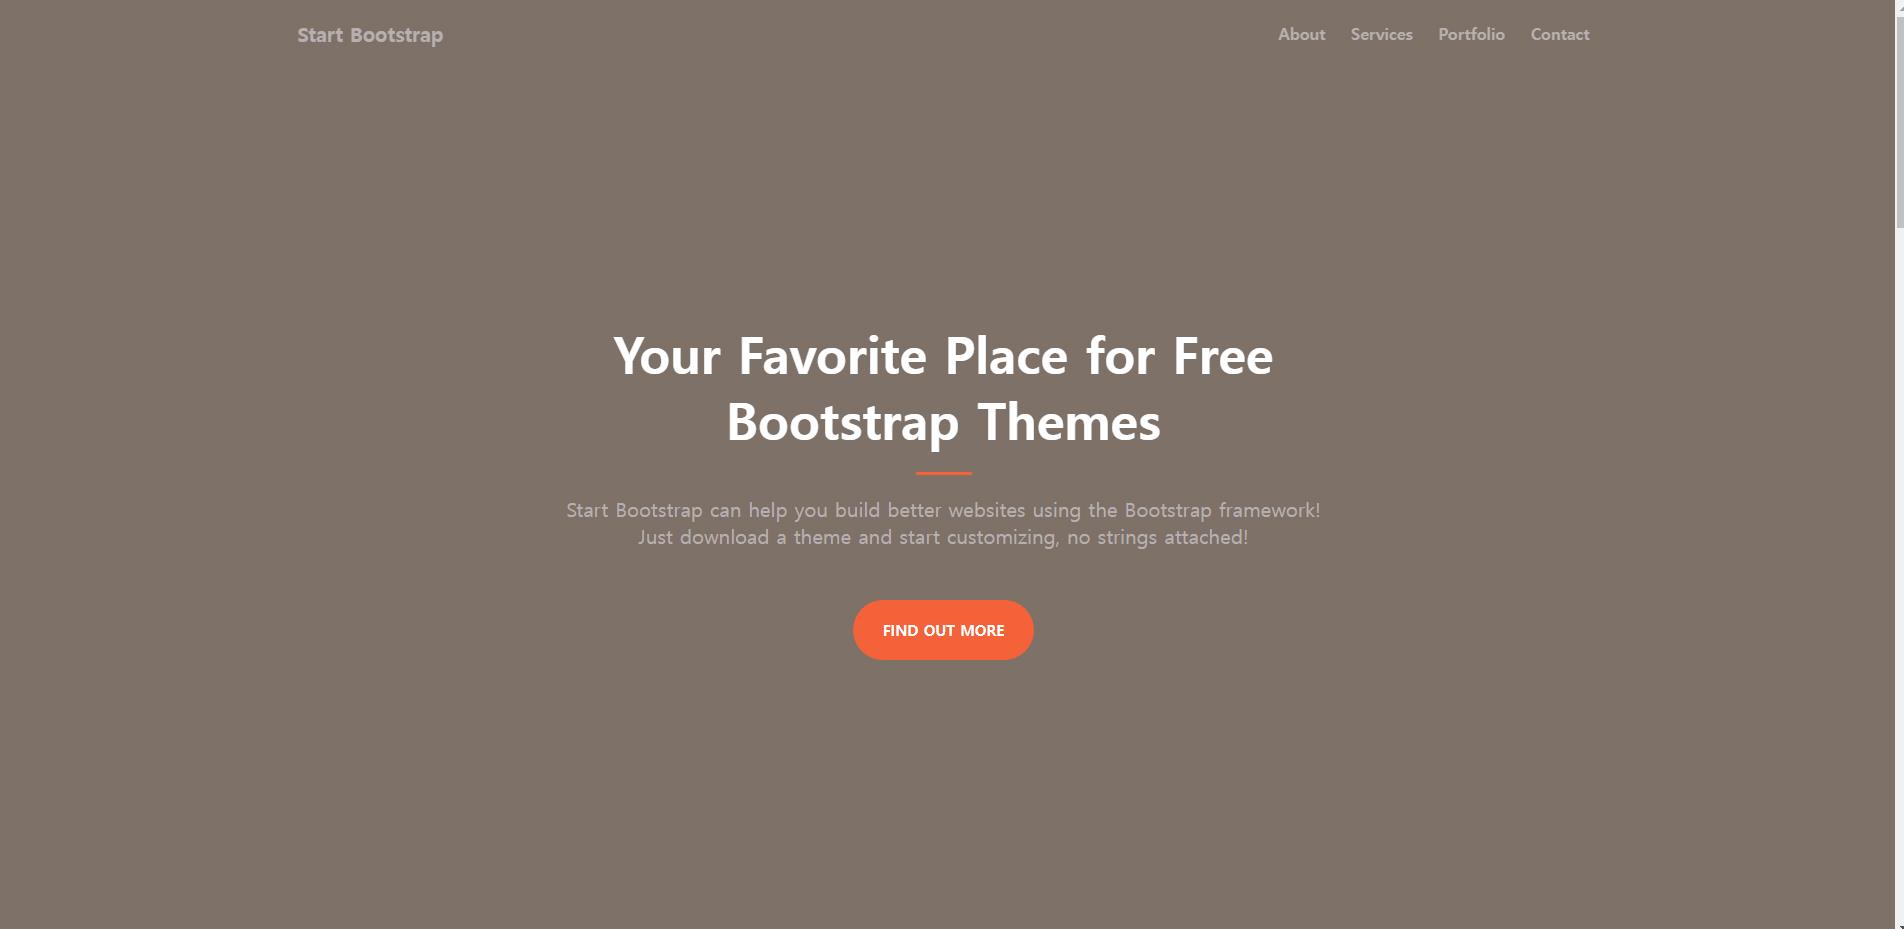 Start Bootstrap
About Services Portfolio Contact
Your Favorite Place for Free
Bootstrap Themes
Start Bootstrap can help you build better websites using the Bootstrap framework!
Just download a theme and start customizing, no strings attached!
FIND OUT MORE